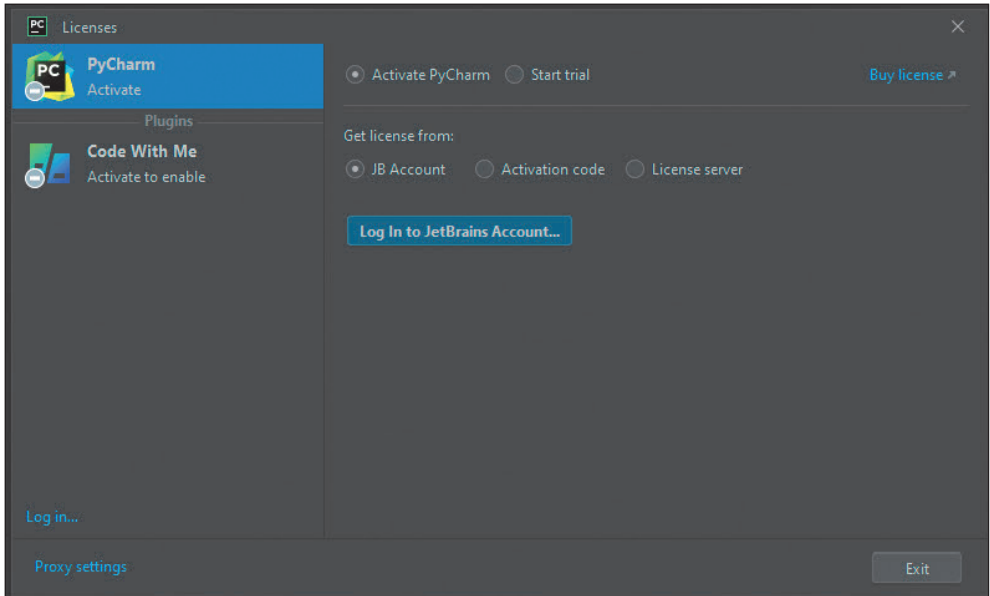 PC Licenses
PC PyCharm
Activate
Plugins
Code With Me
Activate to enable
Log in...
Activate PyCharm Start trial Buy license
Get license from:
JB Account Activation code License server
Log In to JetBrains Account...
Proxy settings Exit